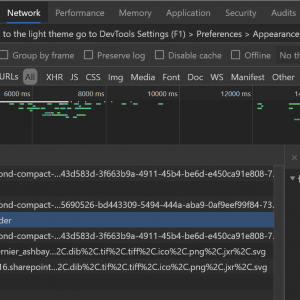 Network Performance Memory Application Security Audits
to the light theme go to DevTools Settings (F1) > Preferences > Appearance
Group by frame Preserve log Disable cache Offline No th
URLs All XHR JS CSS Img Media Font Doc WS Manifest Other
6000 ms 8000 ms 10000 ms 12000 ms 14
ond-compact-...43d583d-3f663b9a-4911-45b4-be6d-e450ca91e808-7.
ond-compact-...5690526-bd443309-5494-444a-aba9-0af9eef99f84-73.
der
ond-compact-...43d583d-3f663b9a-4911-45b4-be6d-e450ca91e808-7.
ernier_ashbay...2C.dib%2C.tif%2C.tiff%2C.ico%2C.png%2C.jxr%2C.svg
16.sharepoint...2C.dib%2C.tif%2C.tiff%2C.ico%2C.png%2C.jxr%2C.svg